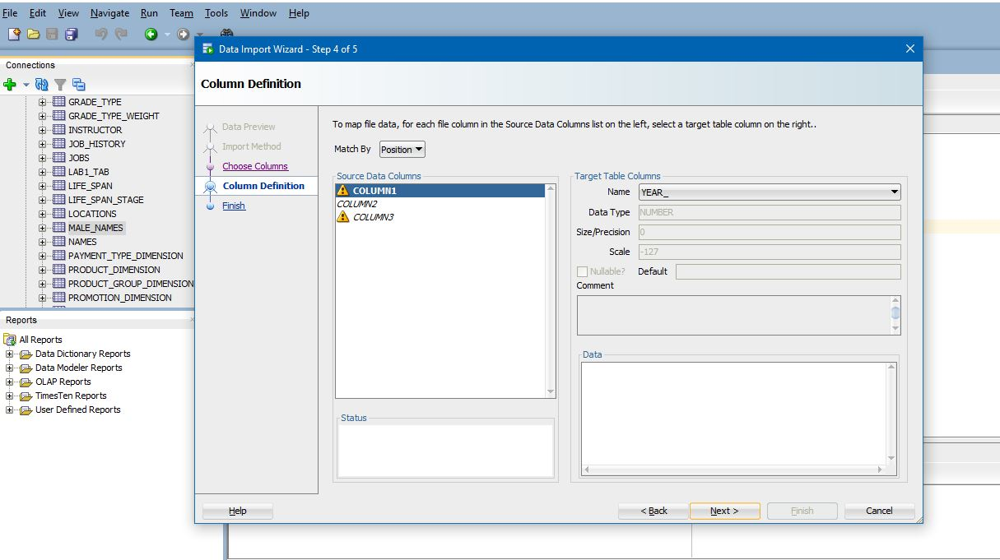 File Edit View Navigate Run Team Tools Window Help
Data Import Wizard - Step 4 of 5
Connections
GRADE_TYPE
GRADE_TYPE_WEIGHT
INSTRUCTOR
JOB_HISTORY
JOBS
LAB1_TAB
LIFE_SPAN
LIFE_SPAN_STAGE
LOCATIONS
MALE_NAMES
NAMES
PAYMENT_TYPE_DIMENSION
PRODUCT_DIMENSION
PRODUCT_GROUP_DIMENSION
PROMOTION_DIMENSION
Reports
All Reports
Data Dictionary Reports
Data Modeler Reports
OLAP Reports
TimesTen Reports
User Defined Reports
Column Definition
Data Preview
Import Method
Choose Columns
Column Definition
Finish
To map file data, for each file column in the Source Data Columns list on the left, select a target table column on the right..
Match By Position
Source Data Columns
COLUMN1
COLUMN2
COLUMN3
Status
Target Table Columns
Name YEAR_
Data Type NUMBER
Size/Precision 0
Scale -127
Nullable? Default
Comment
Data
Help < Back Next > Finish Cancel